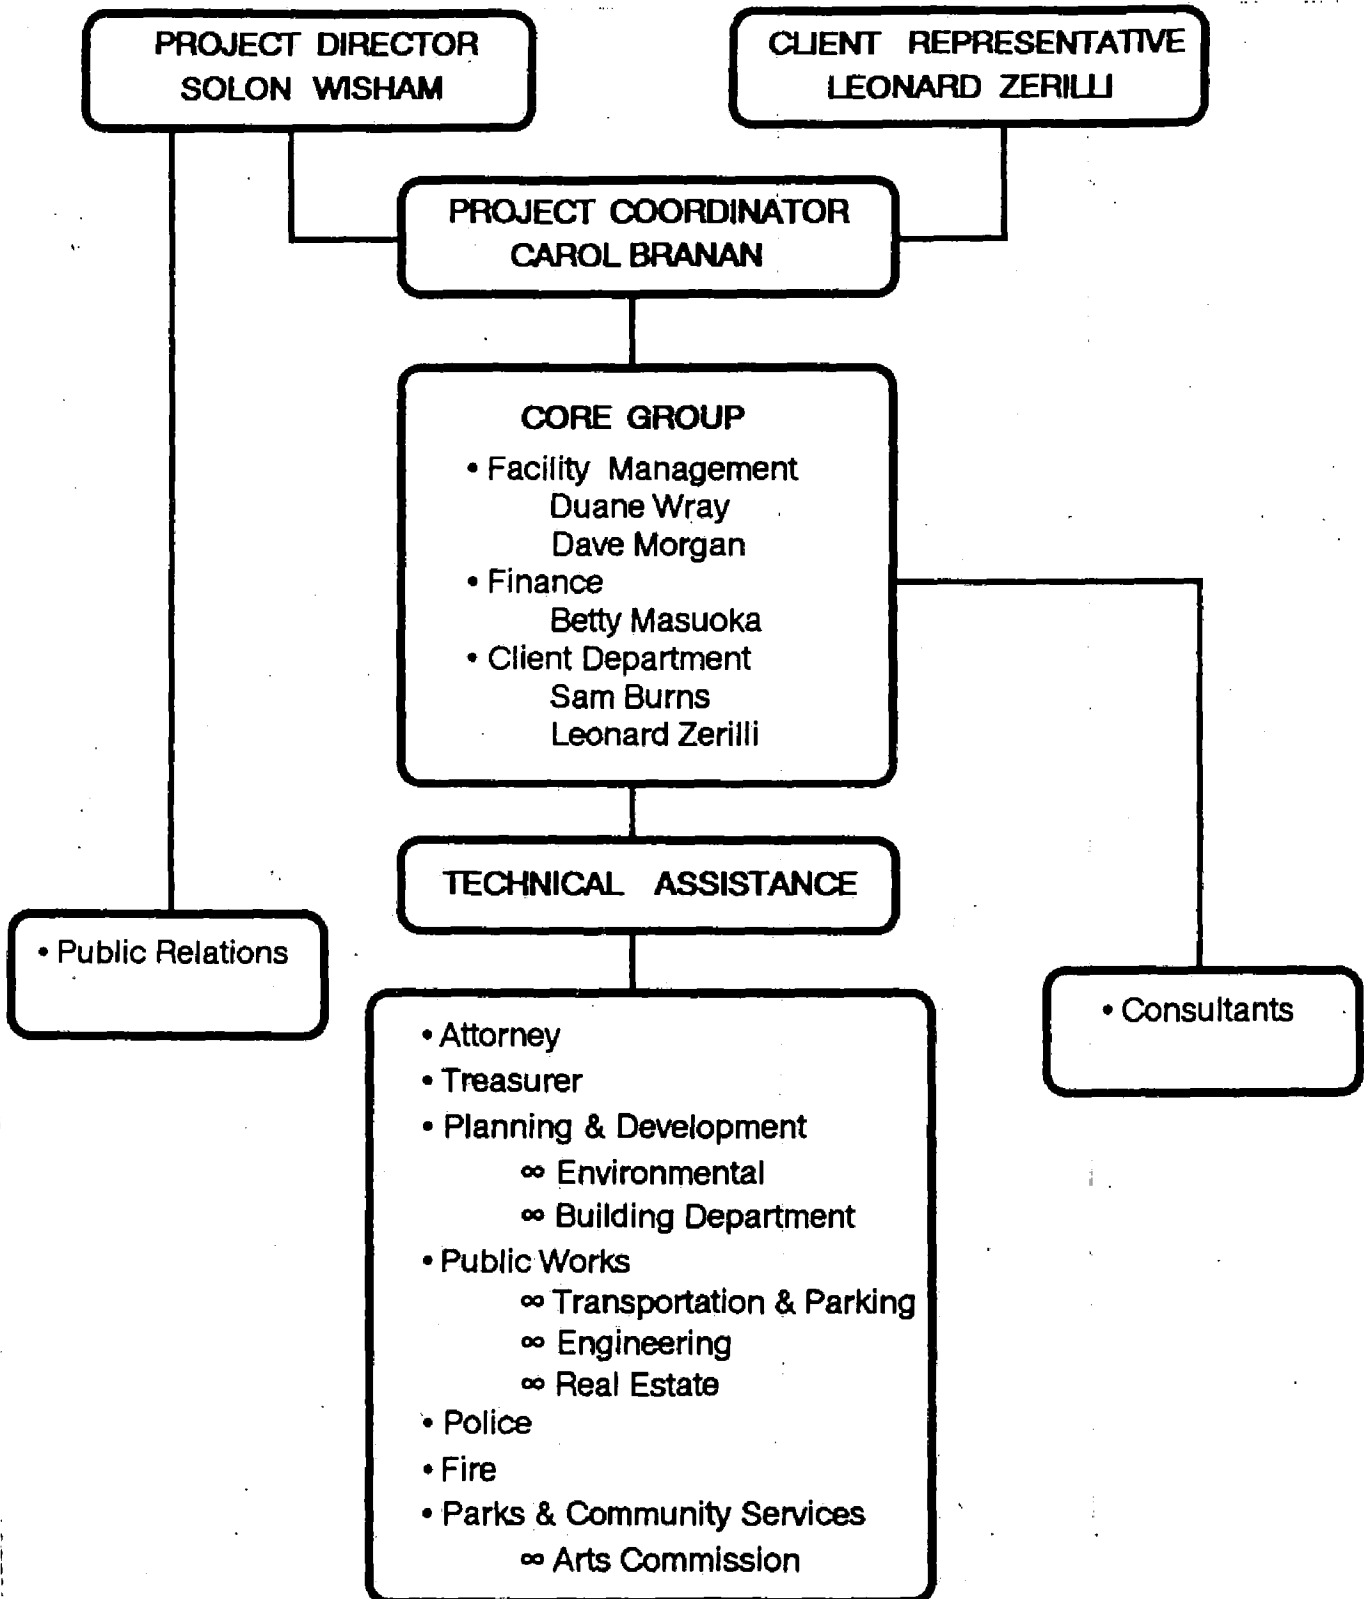 PROJECT DIRECTOR
SOLON WISHAM
CLIENT REPRESENTATIVE
LEONARD ZERILLI
PROJECT COORDINATOR
CAROL BRANAN
CORE GROUP
• Facility Management
Duane Wray
Dave Morgan
• Finance
Betty Masuoka
• Client Department
Sam Burns
Leonard Zerilli
TECHNICAL ASSISTANCE
• Public Relations
• Consultants
• Attorney
• Treasurer
• Planning & Development
∞ Environmental
∞ Building Department
• Public Works
∞ Transportation & Parking
∞ Engineering
∞ Real Estate
• Police
• Fire
• Parks & Community Services
∞ Arts Commission